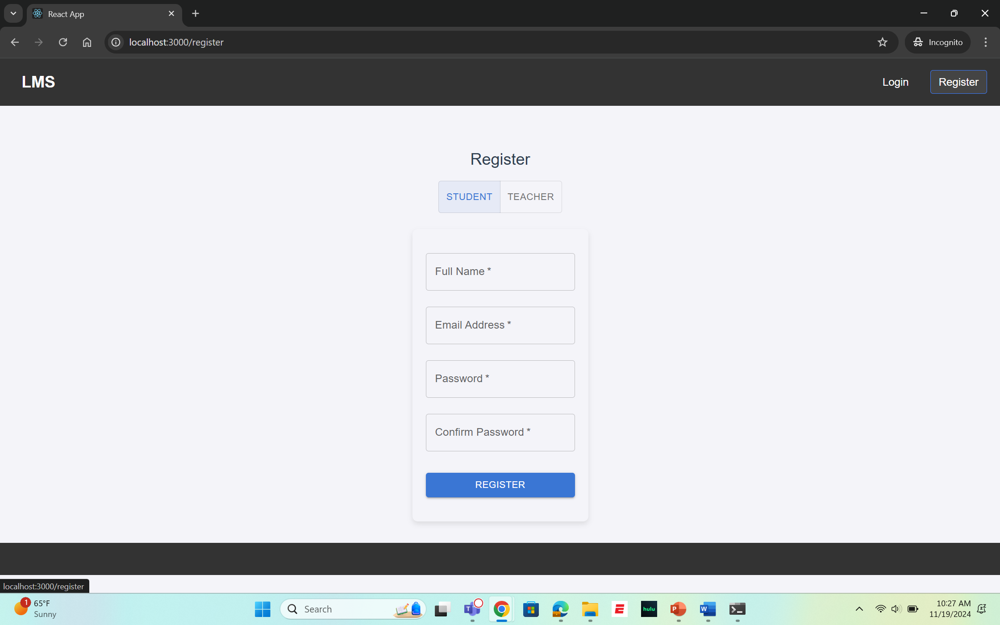 React App
localhost:3000/register
Incognito
LMS
Login
Register
Register
STUDENT
TEACHER
Full Name *
Email Address *
Password *
Confirm Password *
REGISTER
localhost:3000/register
1
65°F
Sunny
Search
T
hulu
P
W
10:27 AM
11/19/2024